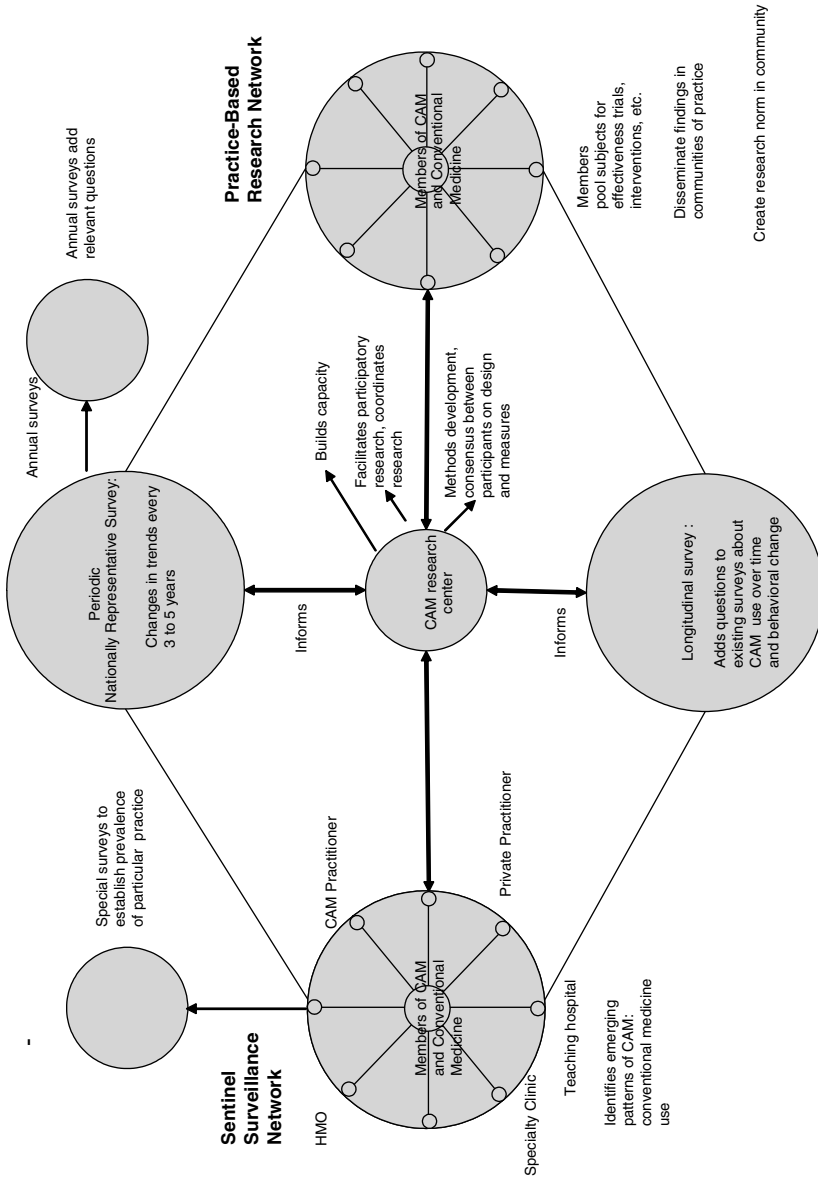 -
Special surveys to
establish prevalence
of particular practice
Sentinel
Surveillance
Network
HMO
CAM Practitioner
Members of CAM
and Conventional
Medicine
Private Practitioner
Specialty Clinic
Teaching hospital
Identifies emerging
patterns of CAM:
conventional medicine
use
Periodic
Nationally Representative Survey:
Changes in trends every
3 to 5 years
Annual surveys
Annual surveys add
relevant questions
Informs
CAM research
center
Builds capacity
Facilitates participatory
research, coordinates
research
Methods development,
consensus between
participants on design
and measures
Informs
Longitudinal survey :
Adds questions to
existing surveys about
CAM use over time
and behavioral change
Practice-Based
Research Network
Members of CAM
and Conventional
Medicine
Members
pool subjects for
effectiveness trials,
interventions, etc.
Disseminate findings in
communities of practice
Create research norm in community